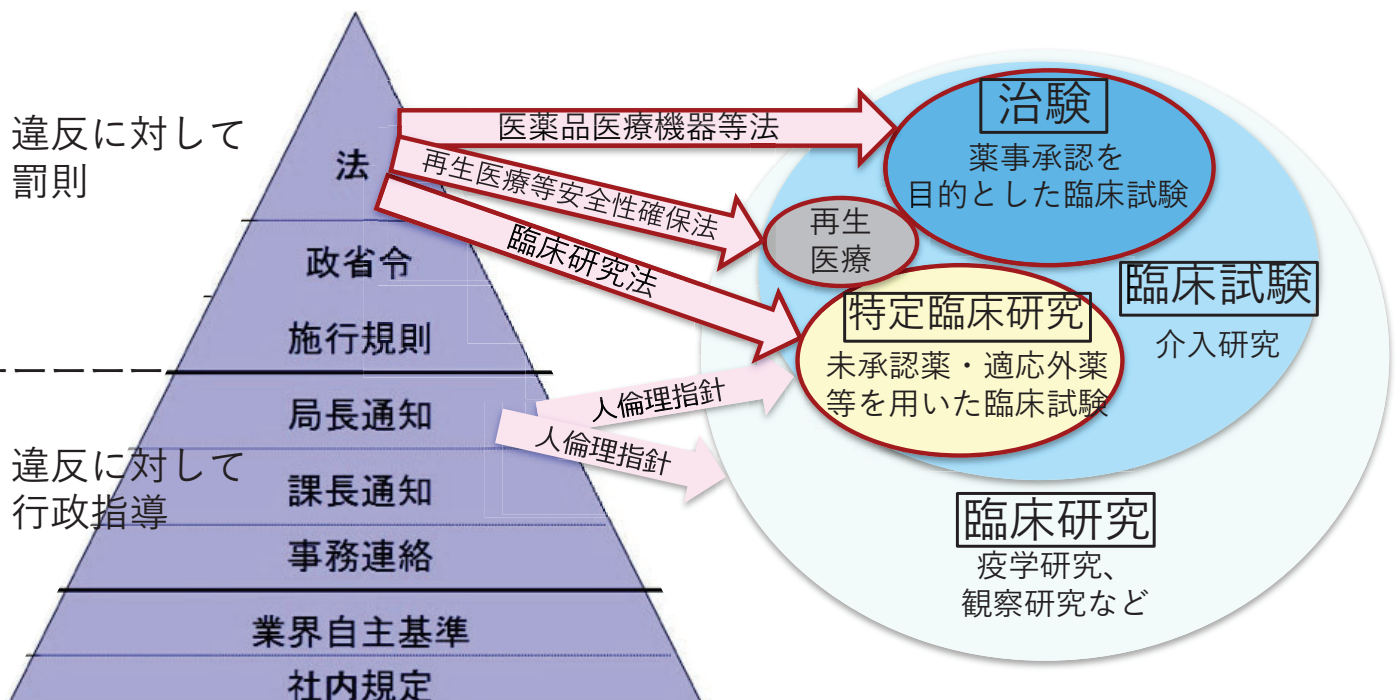 違反に対して
罰則
法
政省令
施行規則
局長通知
違反に対して
行政指導
課長通知
事務連絡
業界自主基準
社内規定
医薬品医療機器等法
再生医療等安全性確保法
臨床研究法
人倫理指針
人倫理指針
治験
薬事承認を
目的とした臨床試験
再生
医療
臨床試験
介入研究
特定臨床研究
未承認薬・適応外薬
等を用いた臨床試験
臨床研究
疫学研究、
観察研究など